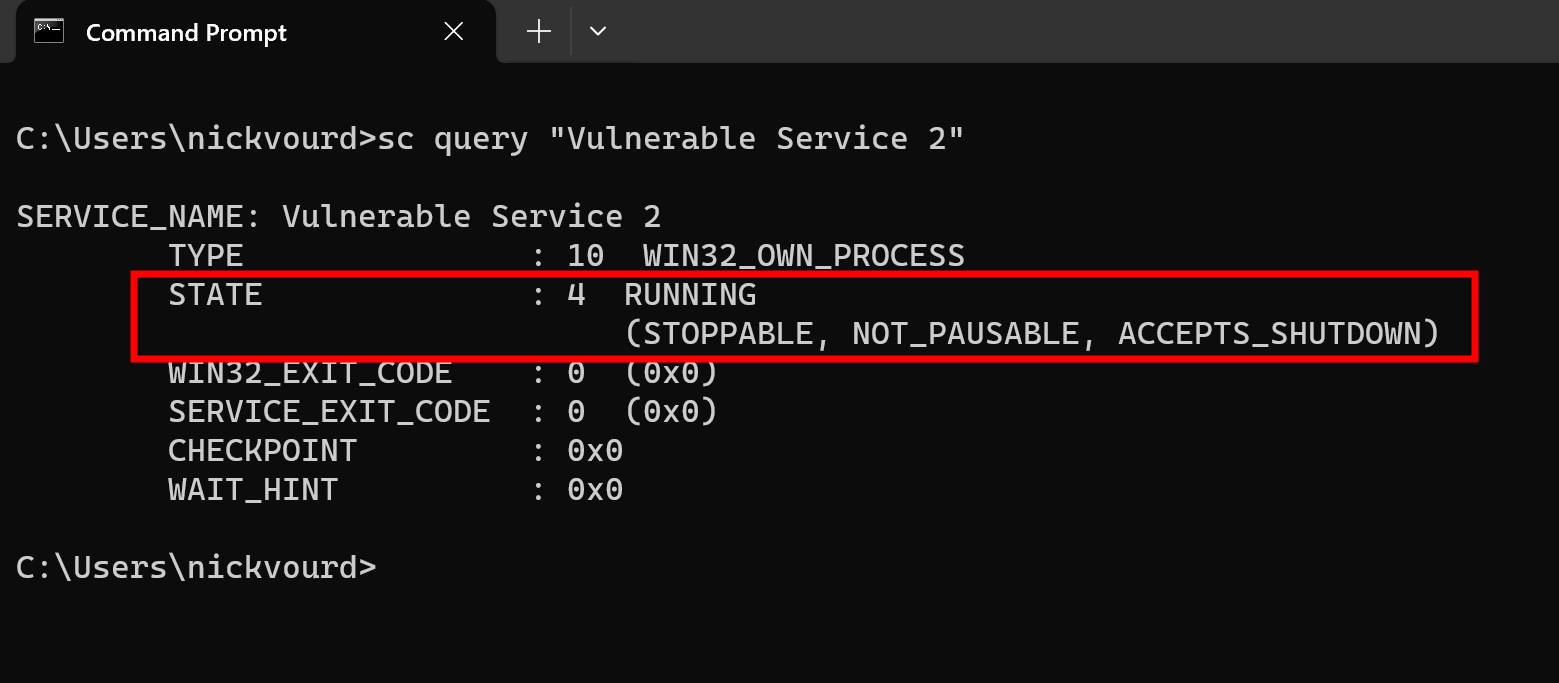 Command Prompt
C:\Users\nickvourd>sc query "Vulnerable Service 2"
SERVICE_NAME: Vulnerable Service 2
TYPE : 10 WIN32_OWN_PROCESS
STATE : 4 RUNNING
(STOPPABLE, NOT_PAUSABLE, ACCEPTS_SHUTDOWN)
WIN32_EXIT_CODE : 0 (0x0)
SERVICE_EXIT_CODE : 0 (0x0)
CHECKPOINT : 0x0
WAIT_HINT : 0x0
C:\Users\nickvourd>